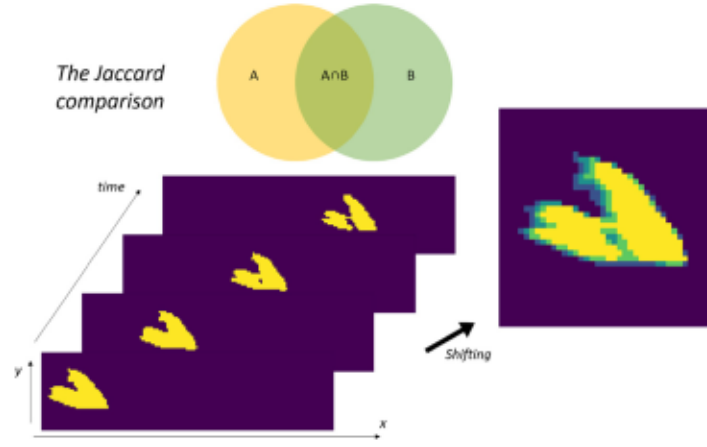 The Jaccard
comparison
A
A∩B
B
time
y
x
Shifting